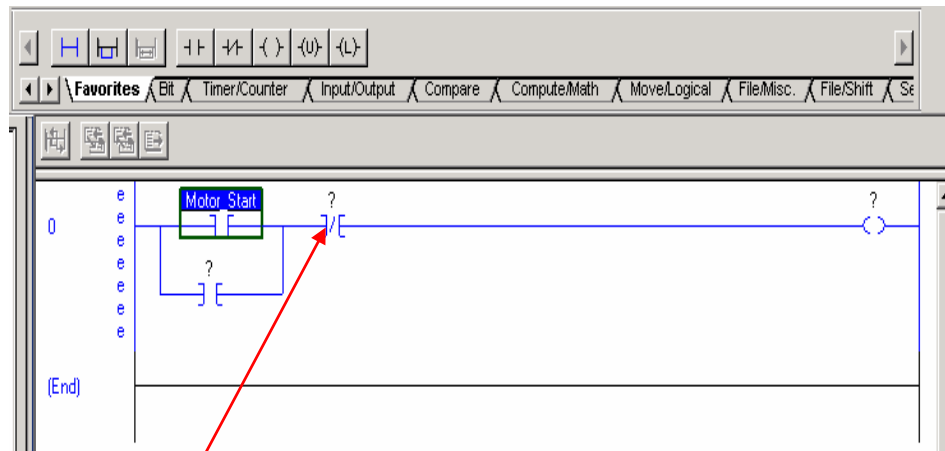 Favorites Bit Timer/Counter Input/Output Compare Compute/Math Move/Logical File/Misc. File/Shift Se
e
Motor_Start ? ?
0 e
e
e ?
e
e
e
(End)